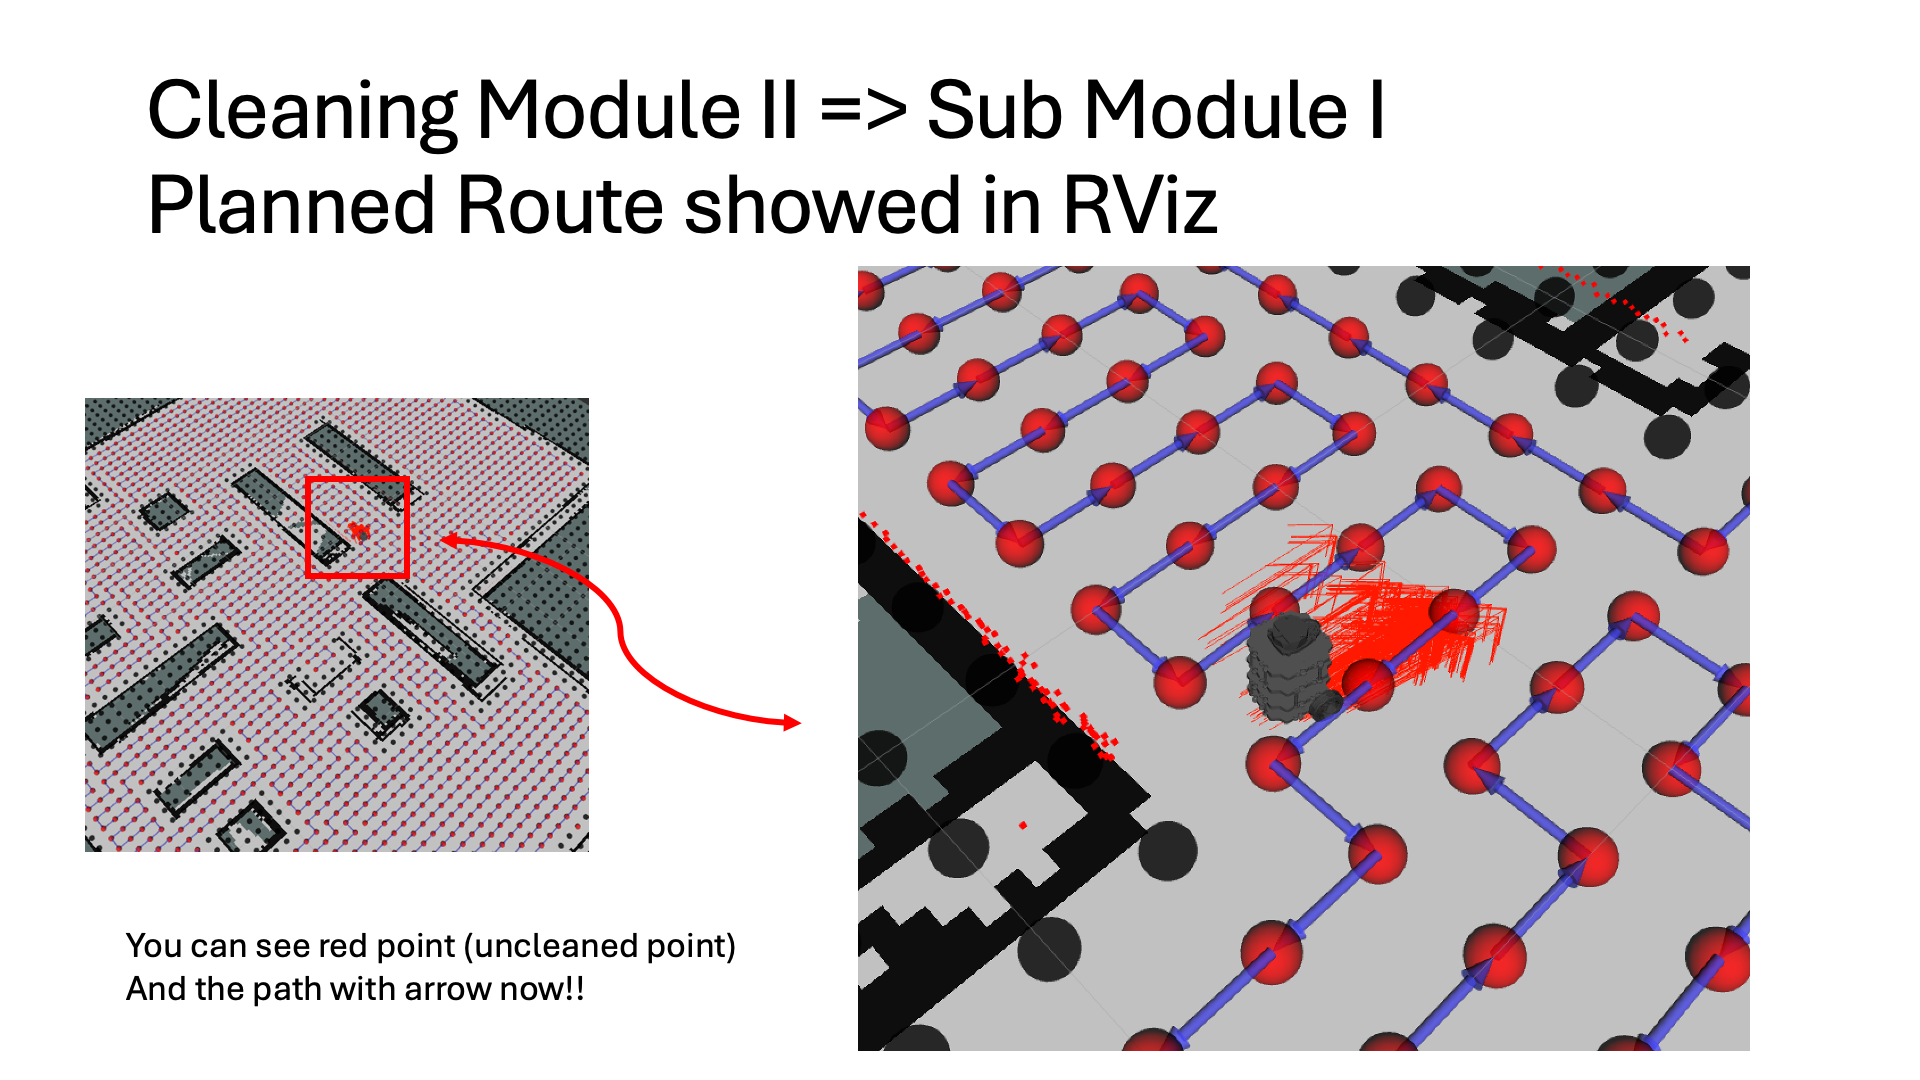 Cleaning Module II => Sub Module I
Planned Route showed in RViz
You can see red point (uncleaned point)
And the path with arrow now!!